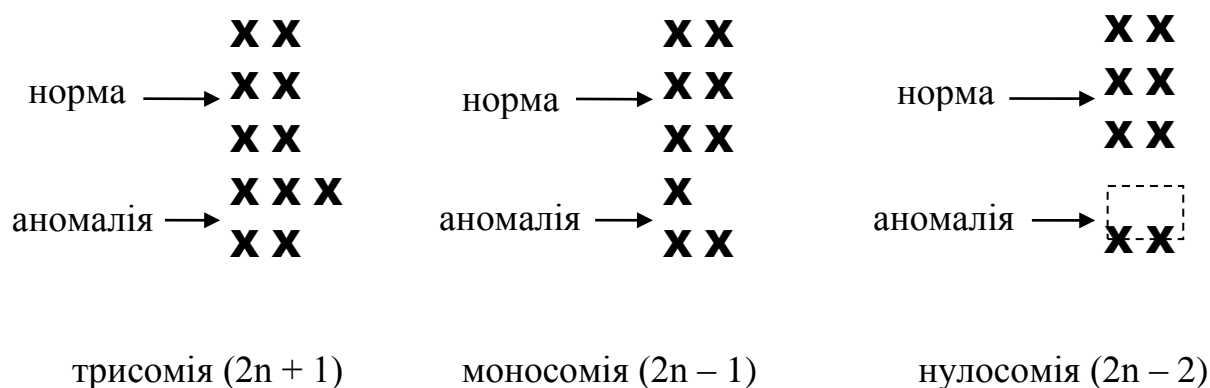 х х х х х х
норма х х норма х х норма х х
х х х х х х
аномалія х х х аномалія х аномалія
х х х х х х
трисомія (2n + 1) моносомія (2n – 1) нулосомія (2n – 2)